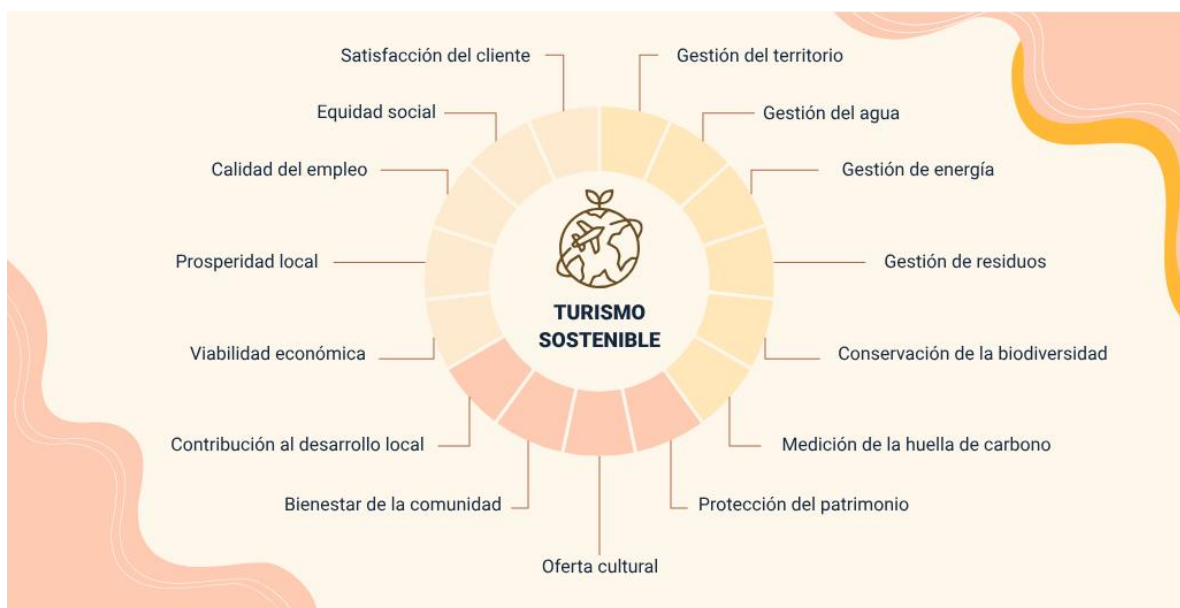 Satisfacción del cliente
Gestión del territorio
Equidad social
Gestión del agua
Calidad del empleo
Gestión de energía
Prosperidad local
Gestión de residuos
TURISMO
SOSTENIBLE
Viabilidad económica
Conservación de la biodiversidad
Contribución al desarrollo local
Medición de la huella de carbono
Bienestar de la comunidad
Protección del patrimonio
Oferta cultural